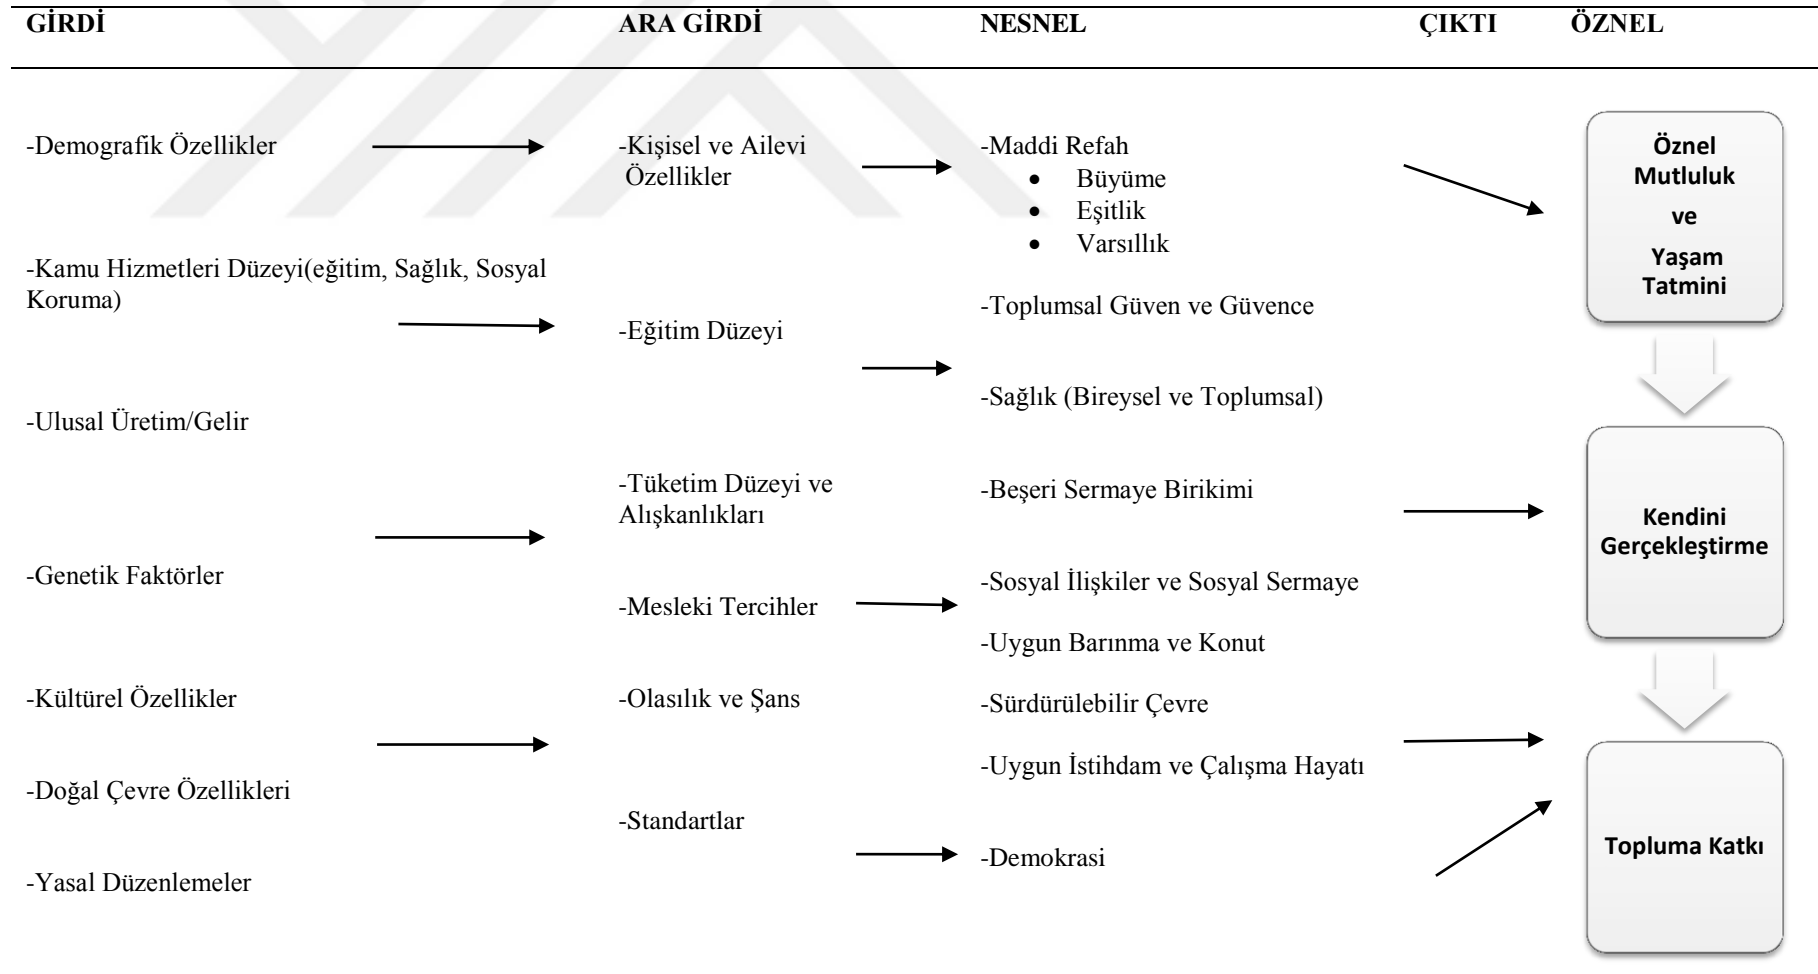 GİRDİ ARA GİRDİ NESNEL ÇIKTI ÖZNEL
-Demografik Özellikler
-Kamu Hizmetleri Düzeyi(eğitim, Sağlık, Sosyal
Koruma)
-Ulusal Üretim/Gelir
-Genetik Faktörler
-Kültürel Özellikler
-Doğal Çevre Özellikleri
-Yasal Düzenlemeler
-Kişisel ve Ailevi
Özellikler
-Eğitim Düzeyi
-Tüketim Düzeyi ve
Alışkanlıkları
-Mesleki Tercihler
-Olasılık ve Şans
-Standartlar
-Maddi Refah
• Büyüme
• Eşitlik
• Varsıllık
-Toplumsal Güven ve Güvence
-Sağlık (Bireysel ve Toplumsal)
-Beşeri Sermaye Birikimi
-Sosyal İlişkiler ve Sosyal Sermaye
-Uygun Barınma ve Konut
-Sürdürülebilir Çevre
-Uygun İstihdam ve Çalışma Hayatı
-Demokrasi
Öznel
Mutluluk
ve
Yaşam
Tatmini
Kendini
Gerçekleştirme
Topluma Katkı